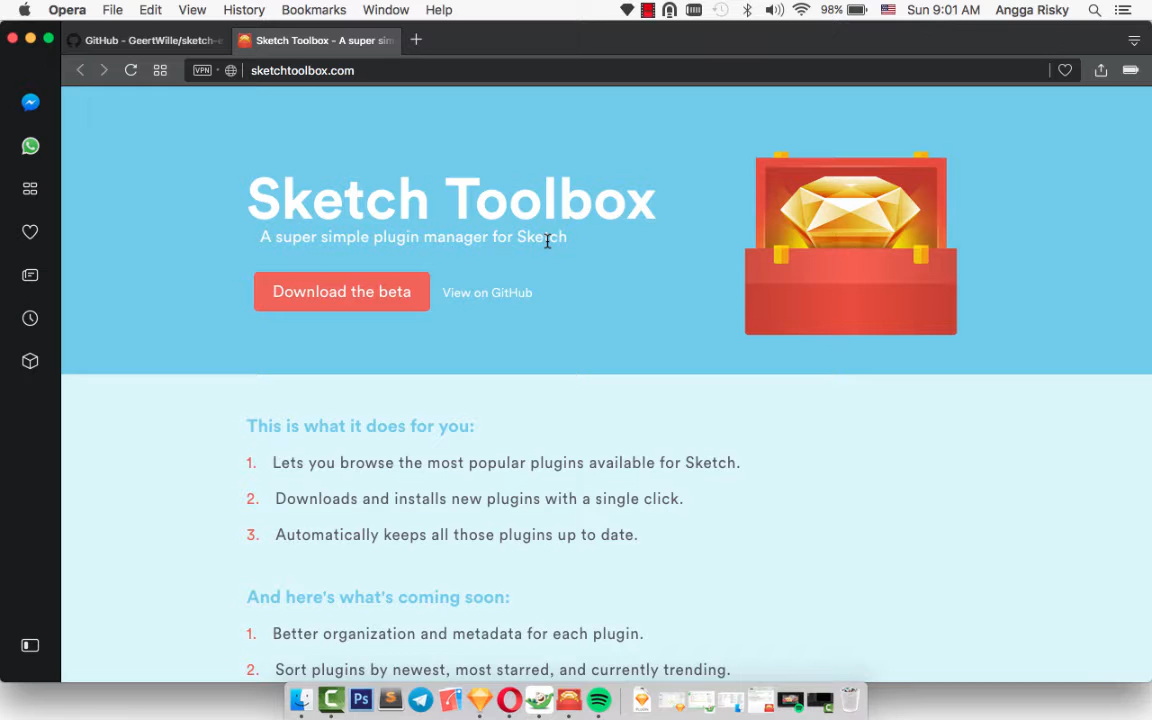 Opera File Edit View History Bookmarks Window Help 98% Sun 9:01 AM Angga Risky
GitHub - GeertWille/sketch-e Sketch Toolbox - A super sim
VPN sketchtoolbox.com
Sketch Toolbox
A super simple plugin manager for Sketch
Download the beta View on GitHub
This is what it does for you:
1. Lets you browse the most popular plugins available for Sketch.
2. Downloads and installs new plugins with a single click.
3. Automatically keeps all those plugins up to date.
And here's what's coming soon:
1. Better organization and metadata for each plugin.
2. Sort plugins by newest, most starred, and currently trending.
Ps